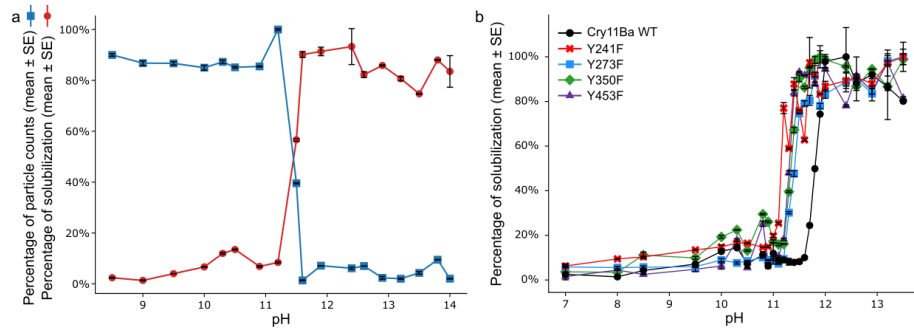 a
Percentage of particle counts (mean ± SE)
Percentage of solubilization (mean ± SE)
100%
80%
60%
40%
20%
0%
9 10 11 12 13 14
pH
b
Percentage of solubilization (mean ± SE)
Cry11Ba WT
Y241F
Y273F
Y350F
Y453F
100%
80%
60%
40%
20%
0%
7 8 9 10 11 12 13
pH